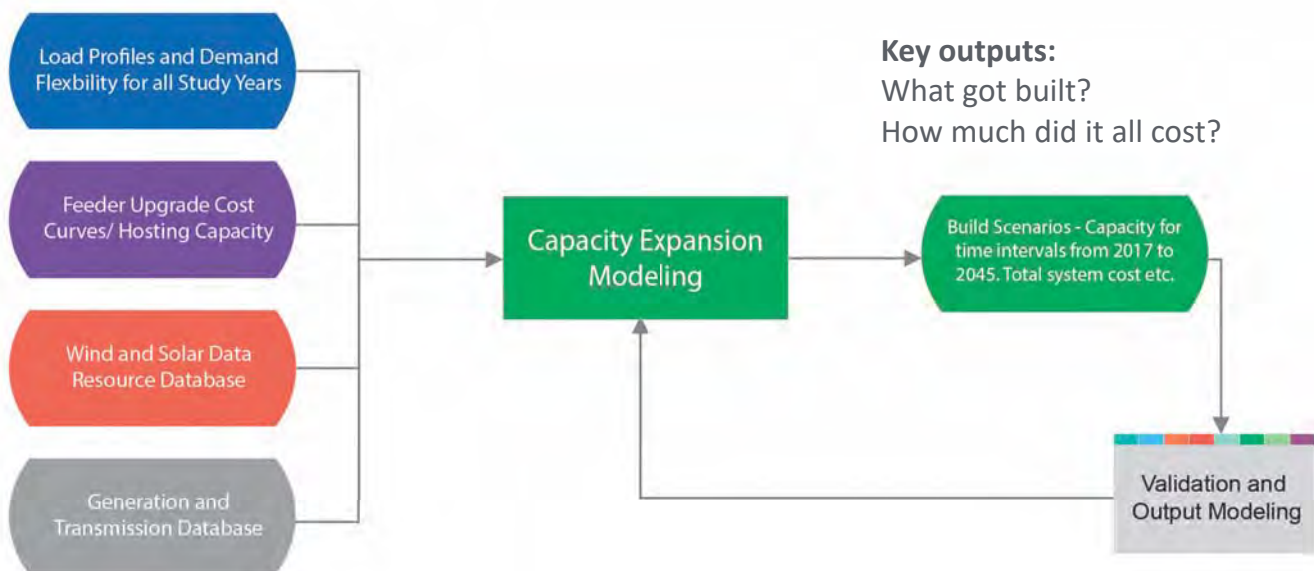 Load Profiles and Demand
Flexbility for all Study Years
Feeder Upgrade Cost
Curves/ Hosting Capacity
Wind and Solar Data
Resource Database
Generation and
Transmission Database
Capacity Expansion
Modeling
Key outputs:
What got built?
How much did it all cost?
Build Scenarios - Capacity for
time intervals from 2017 to
2045. Total system cost etc.
Validation and
Output Modeling